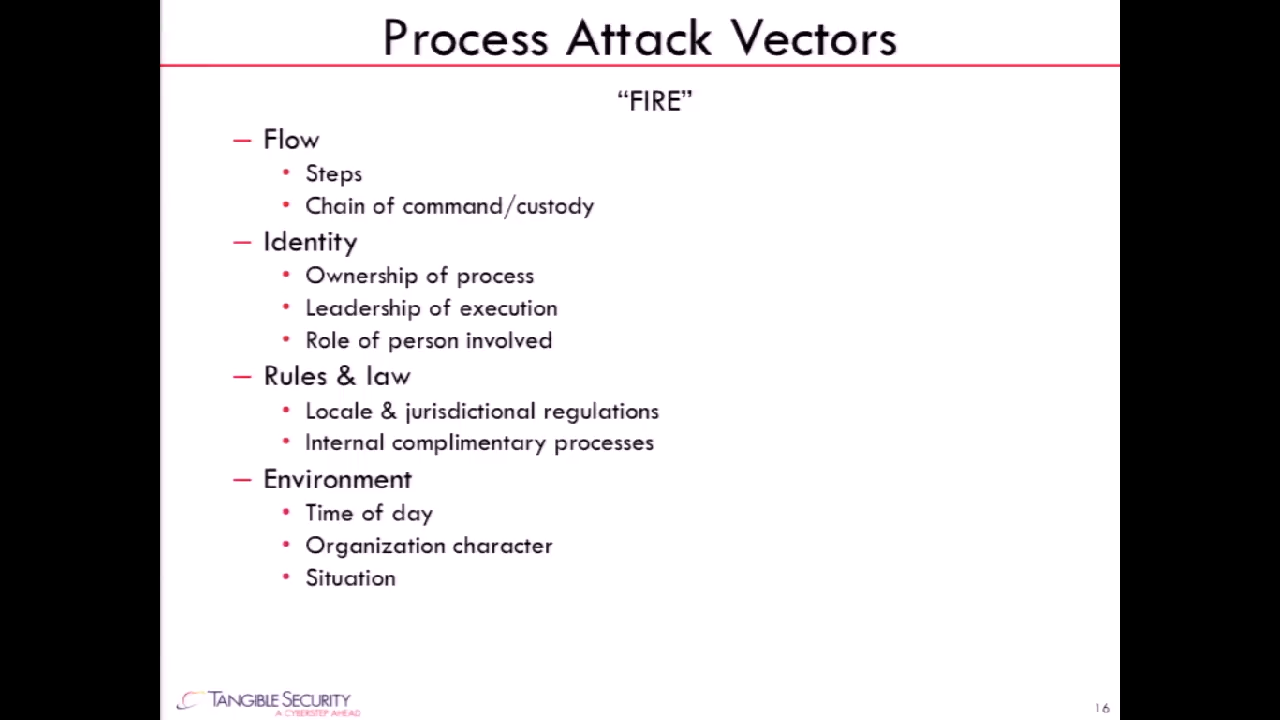 Process Attack Vectors
“FIRE”
– Flow
• Steps
• Chain of command/custody
– Identity
• Ownership of process
• Leadership of execution
• Role of person involved
– Rules & law
• Locale & jurisdictional regulations
• Internal complimentary processes
– Environment
• Time of day
• Organization character
• Situation
TANGIBLE SECURITY
A CYBERSTEP AHEAD
16